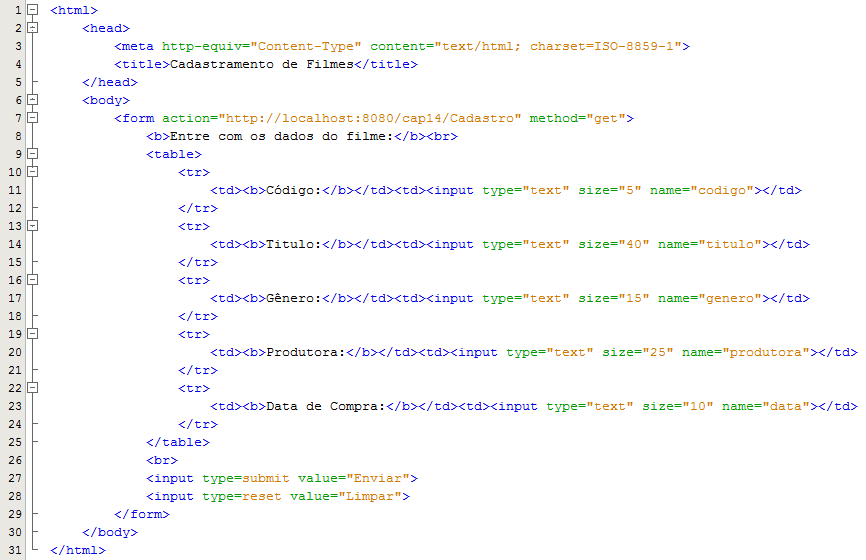 1 <html>
2 <head>
3 <meta http-equiv="Content-Type" content="text/html; charset=ISO-8859-1">
4 <title>Cadastramento de Filmes</title>
5 </head>
6 <body>
7 <form action="http://localhost:8080/cap14/Cadastro" method="get">
8 <b>Entre com os dados do filme:</b><br>
9 <table>
10 <tr>
11 <td><b>Código:</b></td><td><input type="text" size="5" name="codigo"></td>
12 </tr>
13 <tr>
14 <td><b>Titulo:</b></td><td><input type="text" size="40" name="titulo"></td>
15 </tr>
16 <tr>
17 <td><b>Gênero:</b></td><td><input type="text" size="15" name="genero"></td>
18 </tr>
19 <tr>
20 <td><b>Produtora:</b></td><td><input type="text" size="25" name="produtora"></td>
21 </tr>
22 <tr>
23 <td><b>Data de Compra:</b></td><td><input type="text" size="10" name="data"></td>
24 </tr>
25 </table>
26 <br>
27 <input type=submit value="Enviar">
28 <input type=reset value="Limpar">
29 </form>
30 </body>
31 </html>